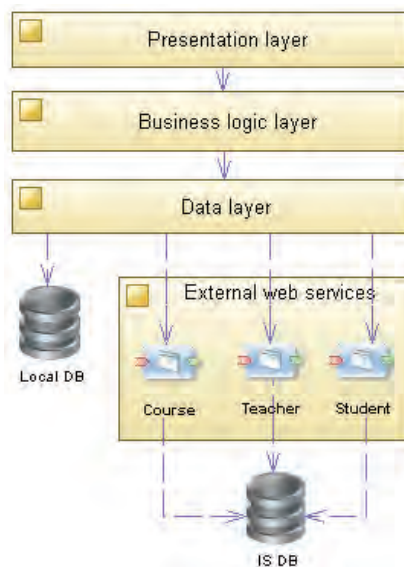 Presentation layer
Business logic layer
Data layer
External web services
Local DB
Course
Teacher
Student
IS DB